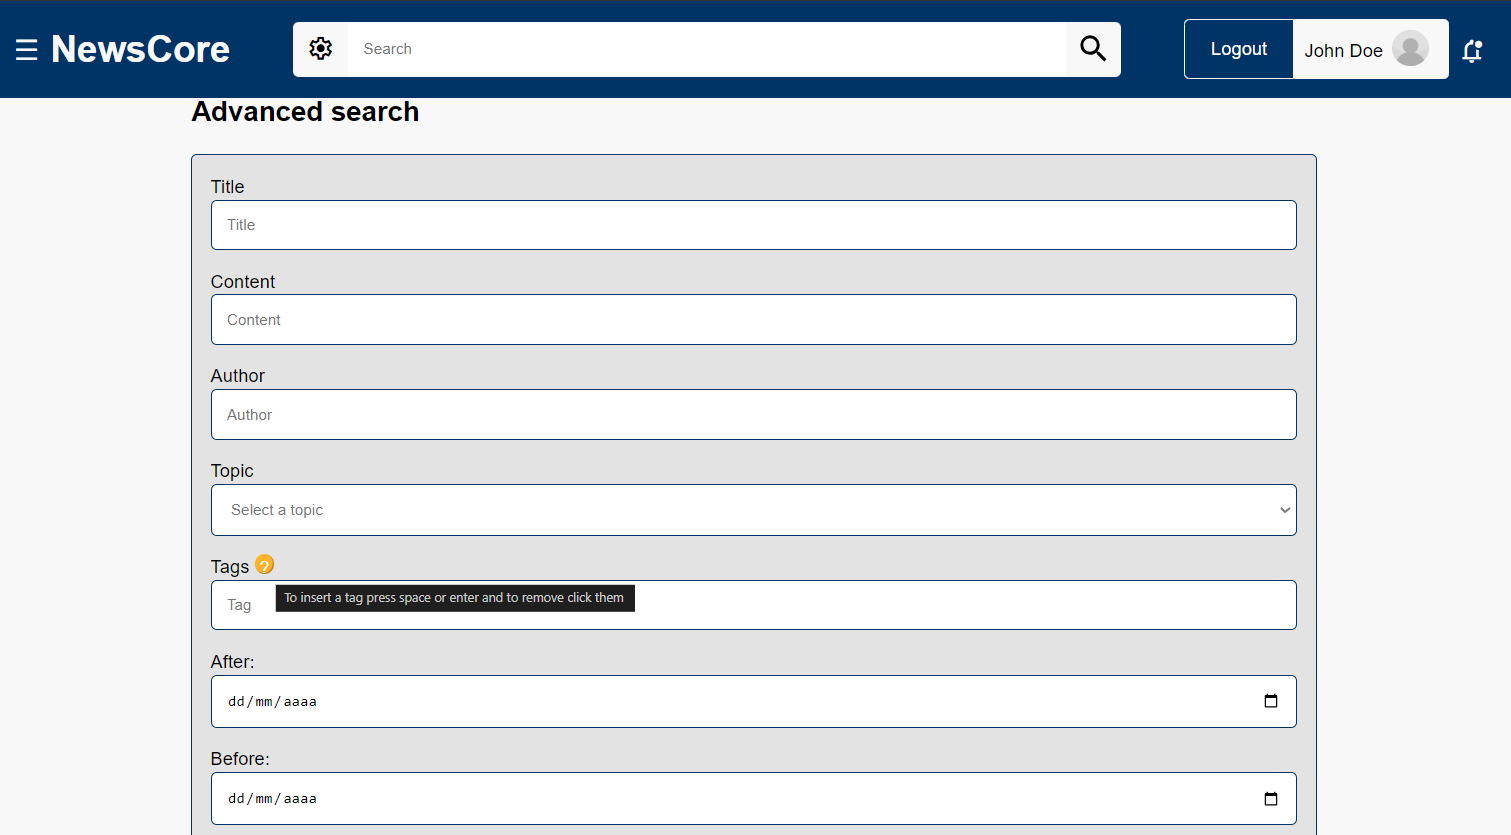 ☰ NewsCore
Search
Logout
John Doe
Advanced search
Title
Title
Content
Content
Author
Author
Topic
Select a topic
Tags ?
To insert a tag press space or enter and to remove click them
Tag
After:
dd/mm/aaaa
Before:
dd/mm/aaaa